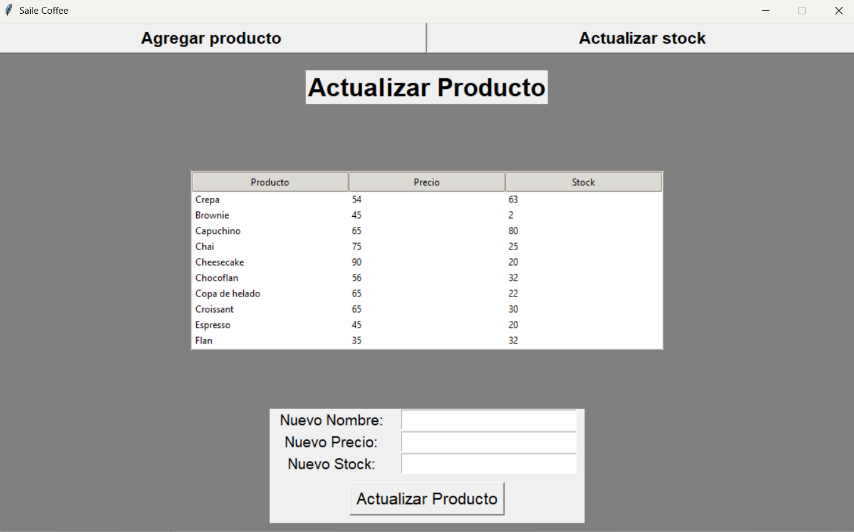 Saile Coffee
Agregar producto Actualizar stock
Actualizar Producto
Producto Precio Stock
Crepa 54 63
Brownie 45 2
Capuchino 65 80
Chai 75 25
Cheesecake 90 20
Chocoflan 56 32
Copa de helado 65 22
Croissant 65 30
Espresso 45 20
Flan 35 32
Nuevo Nombre:
Nuevo Precio:
Nuevo Stock:
Actualizar Producto